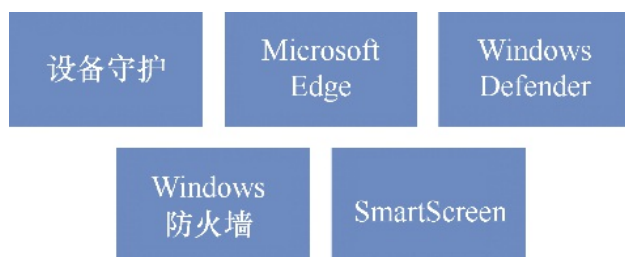 设备守护
Microsoft
Edge
Windows
Defender
Windows
防火墙
SmartScreen